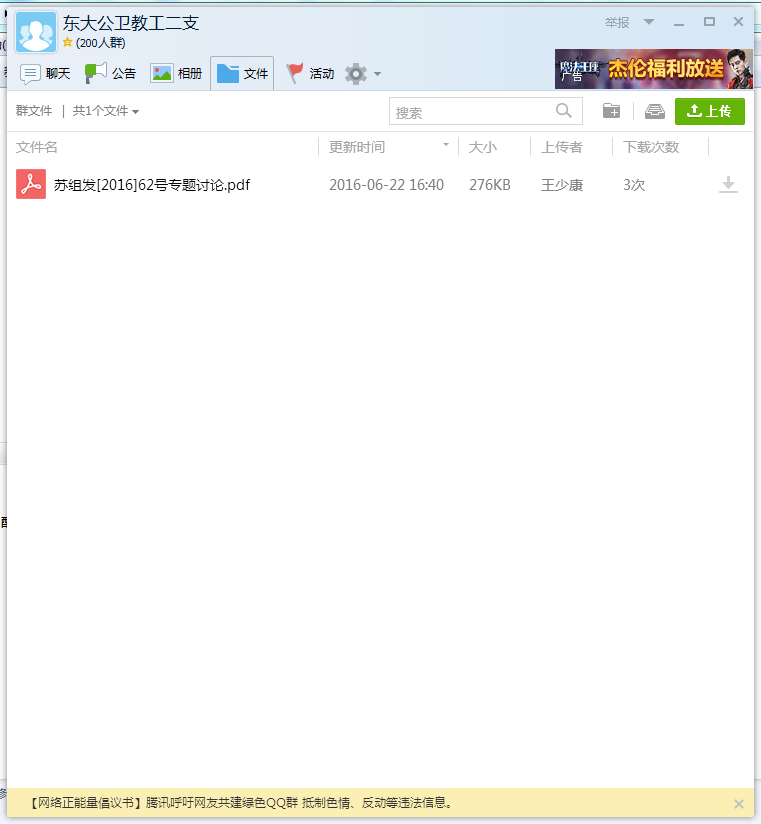 东大公卫教工二支
举报
(200人群)
聊天 公告 相册 文件 活动
广告 杰伦福利放送
群文件 | 共1个文件
搜索
上传
文件名 更新时间 大小 上传者 下载次数
苏组发[2016]62号专题讨论.pdf 2016-06-22 16:40 276KB 王少康 3次
【网络正能量倡议书】腾讯呼吁网友共建绿色QQ群 抵制色情、反动等违法信息。